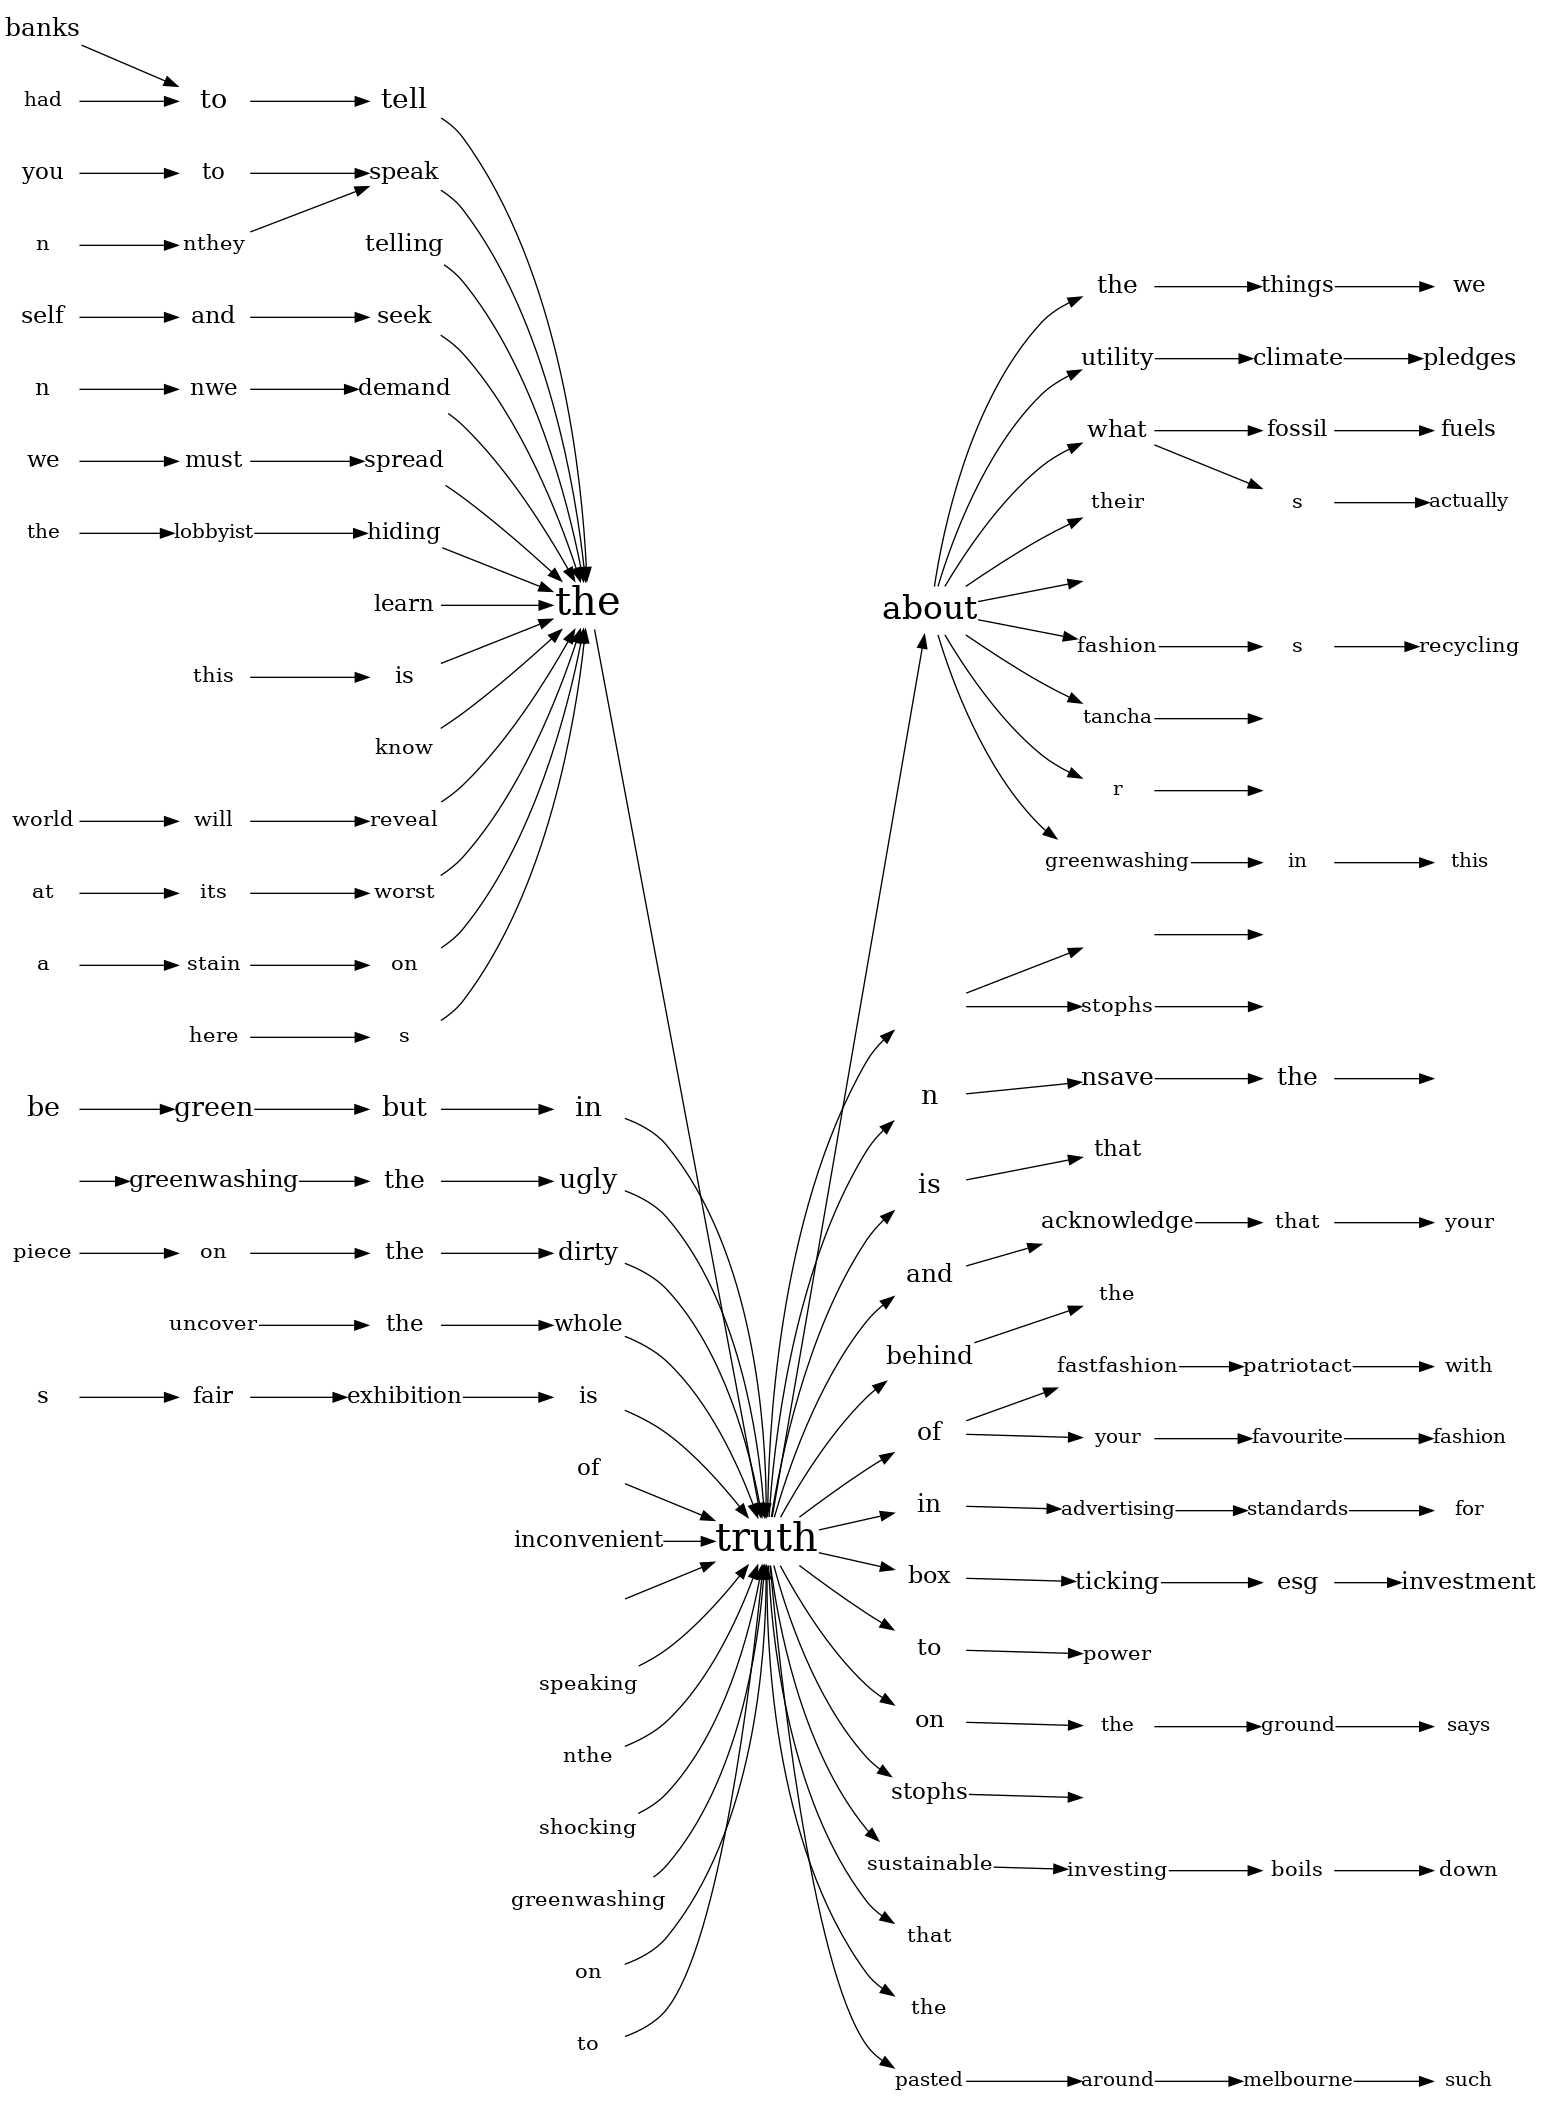 banks
had to tell
you to speak
n nthey telling
self and seek
n nwe demand
we must spread
the lobbyist hiding
learn
the
this is
know
world will reveal
at its worst
a stain on
here s
be green but in
greenwashing the ugly
piece on the dirty
uncover the whole
s fair exhibition is
of
inconvenient
truth
speaking
nthe
shocking
greenwashing
on
to
about
the things we
utility climate pledges
what fossil fuels
their s actually
fashion s recycling
tancha
r
greenwashing in this
stophs
n nsave the
is that
and acknowledge that your
behind the
fastfashion patriotact with
of your favourite fashion
in advertising standards for
box ticking esg investment
to power
on the ground says
stophs
sustainable investing boils down
that
the
pasted around melbourne such